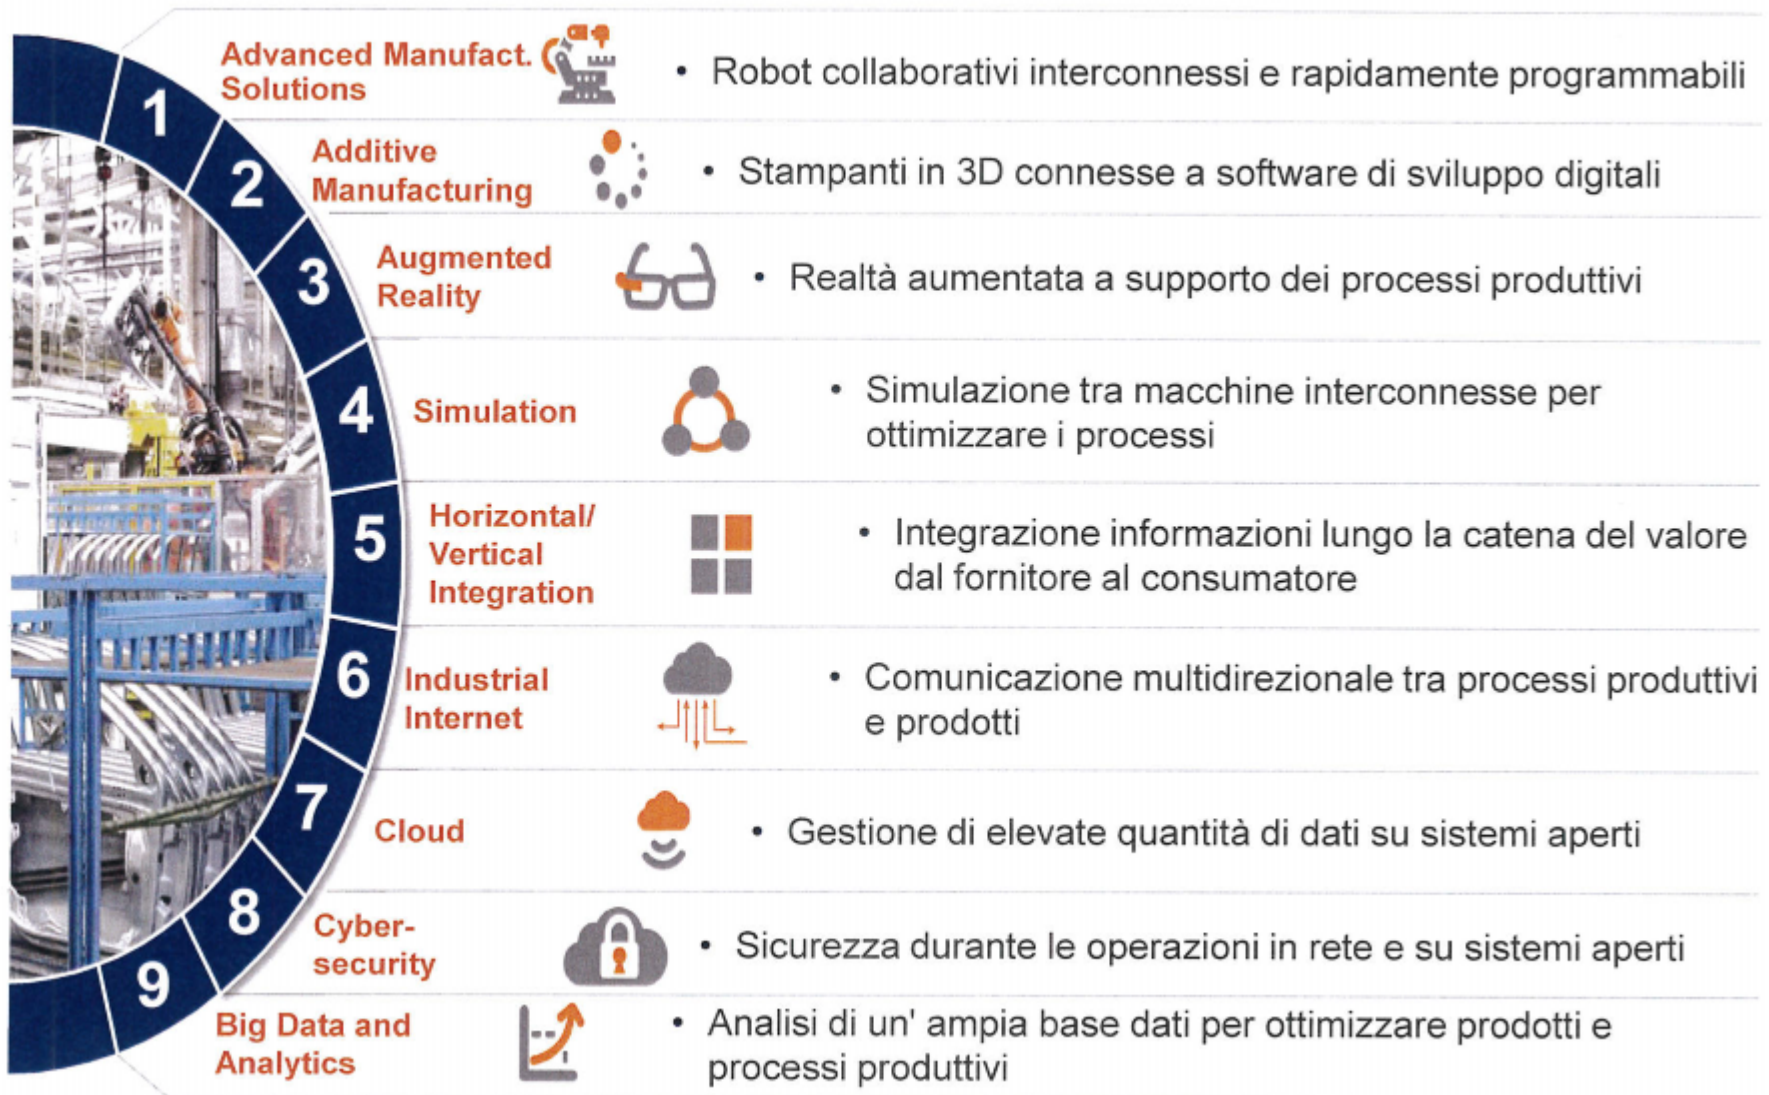 1
Advanced Manufact.
Solutions
• Robot collaborativi interconnessi e rapidamente programmabili
2
Additive
Manufacturing
• Stampanti in 3D connesse a software di sviluppo digitali
3
Augmented
Reality
• Realtà aumentata a supporto dei processi produttivi
4
Simulation
• Simulazione tra macchine interconnesse per
ottimizzare i processi
5
Horizontal/
Vertical
Integration
• Integrazione informazioni lungo la catena del valore
dal fornitore al consumatore
6
Industrial
Internet
• Comunicazione multidirezionale tra processi produttivi
e prodotti
7
Cloud
• Gestione di elevate quantità di dati su sistemi aperti
8
Cyber-
security
• Sicurezza durante le operazioni in rete e su sistemi aperti
9
Big Data and
Analytics
• Analisi di un' ampia base dati per ottimizzare prodotti e
processi produttivi